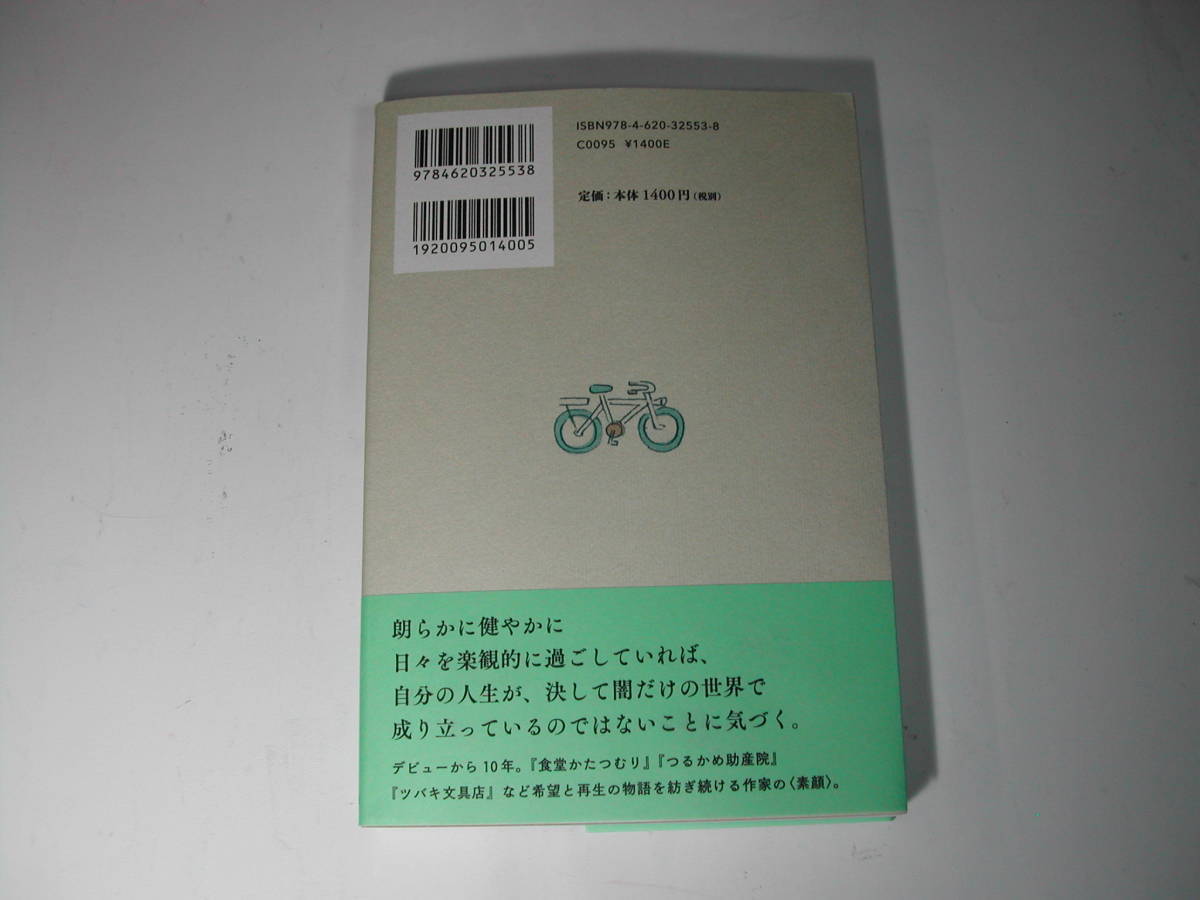 9784620325538
1920095014005
ISBN978-4-620-32553-8
C0095 ¥1400E
定価：本体1400円（税別）
朗らかに健やかに
日々を楽観的に過ごしていれば、
自分の人生が、決して闇だけの世界で
成り立っているのではないことに気づく。
デビューから10年。『食堂かたつむり』『つるかめ助産院』
『ツバキ文具店』など希望と再生の物語を紡ぎ続ける作家の〈素顔〉。